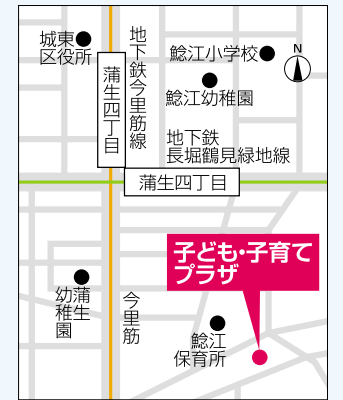 城東
区役所
蒲生四丁目
地下鉄今里筋線
鯰江小学校
N
鯰江幼稚園
地下鉄
長堀鶴見緑地線
蒲生四丁目
子ども・子育て
プラザ
蒲生
幼稚園
今里筋
鯰江
保育所